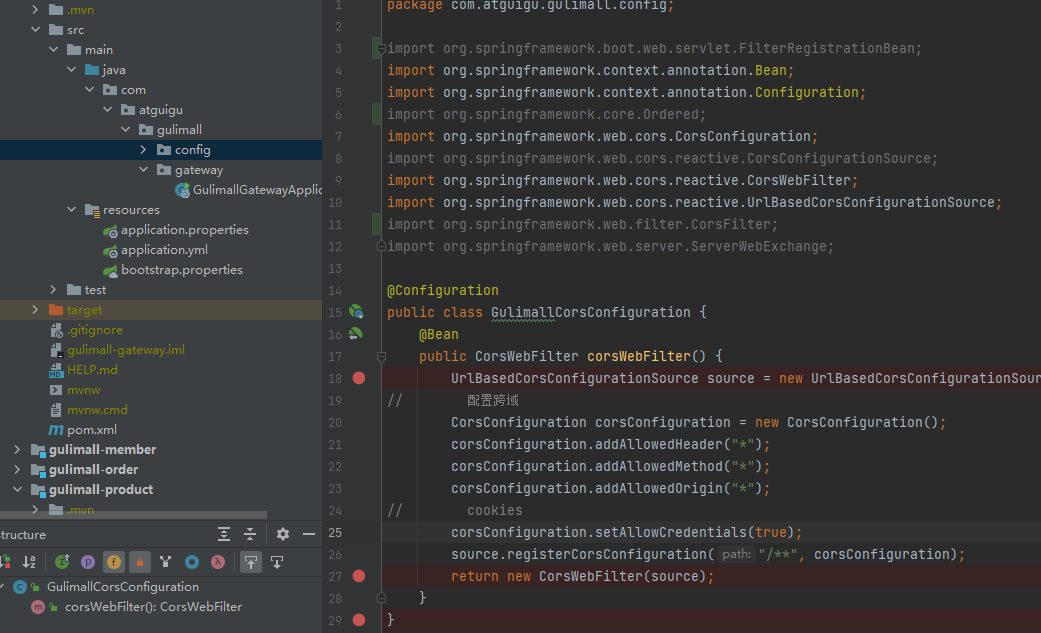 .mvn
src
main
java
com
atguigu
gulimall
config
gateway
GulimallGatewayApplic
resources
application.properties
application.yml
bootstrap.properties
test
target
.gitignore
gulimall-gateway.iml
HELP.md
mvnw
mvnw.cmd
pom.xml
gulimall-member
gulimall-order
gulimall-product
.mvn
tructure
GulimallCorsConfiguration
corsWebFilter(): CorsWebFilter
1 package com.atguigu.gulimall.config;
2
3 import org.springframework.boot.web.servlet.FilterRegistrationBean;
4 import org.springframework.context.annotation.Bean;
5 import org.springframework.context.annotation.Configuration;
6 import org.springframework.core.Ordered;
7 import org.springframework.web.cors.CorsConfiguration;
8 import org.springframework.web.cors.reactive.CorsConfigurationSource;
9 import org.springframework.web.cors.reactive.CorsWebFilter;
10 import org.springframework.web.cors.reactive.UrlBasedCorsConfigurationSource;
11 import org.springframework.web.filter.CorsFilter;
12 import org.springframework.web.server.ServerWebExchange;
13
14 @Configuration
15 public class GulimallCorsConfiguration {
16 @Bean
17 public CorsWebFilter corsWebFilter() {
18 UrlBasedCorsConfigurationSource source = new UrlBasedCorsConfigurationSour
19 // 配置跨域
20 CorsConfiguration corsConfiguration = new CorsConfiguration();
21 corsConfiguration.addAllowedHeader("*");
22 corsConfiguration.addAllowedMethod("*");
23 corsConfiguration.addAllowedOrigin("*");
24 // cookies
25 corsConfiguration.setAllowCredentials(true);
26 source.registerCorsConfiguration( path: "/**", corsConfiguration);
27 return new CorsWebFilter(source);
28 }
29 }